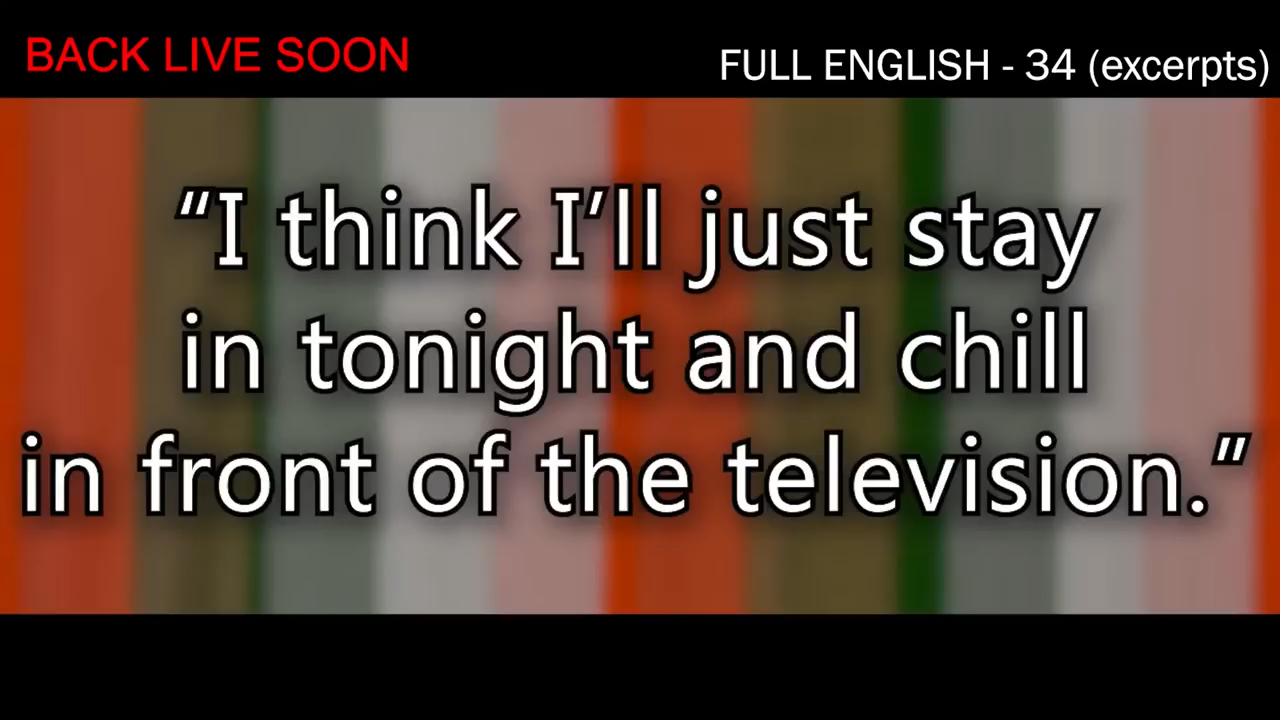 BACK LIVE SOON
FULL ENGLISH - 34 (excerpts)
“I think I’ll just stay
in tonight and chill
in front of the television.”